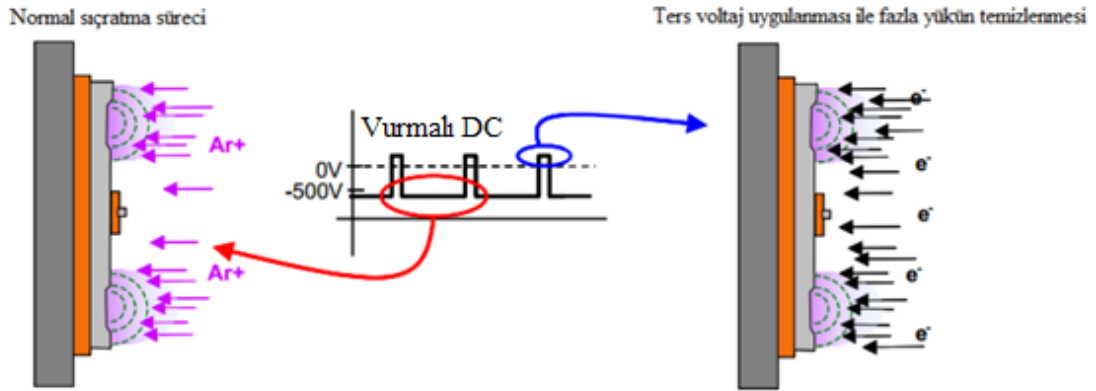 Normal sıçratma süreci
Ters voltaj uygulanması ile fazla yükün temizlenmesi
Vurmalı DC
0V
-500V
Ar+
Ar+
e-
e-
e-
e-
e-